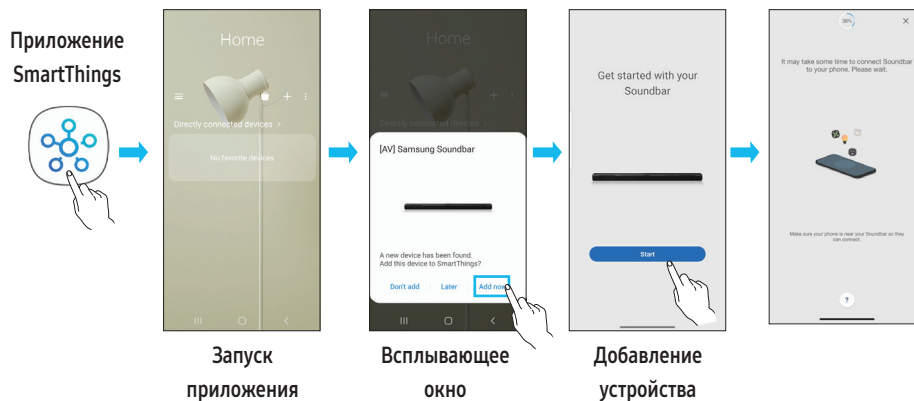 Приложение
SmartThings
Home
Directly connected devices >
No favorite devices
Запуск
приложения
Home
Directly connected devices >
[AV] Samsung Soundbar
A new device has been found.
Add this device to SmartThings?
Don't add
Later
Add now
Всплывающее
окно
Get started with your
Soundbar
Start
Добавление
устройства
It may take some time to connect Soundbar
to your phone. Please wait.
Make sure your phone is near your Soundbar so they
can connect.
?